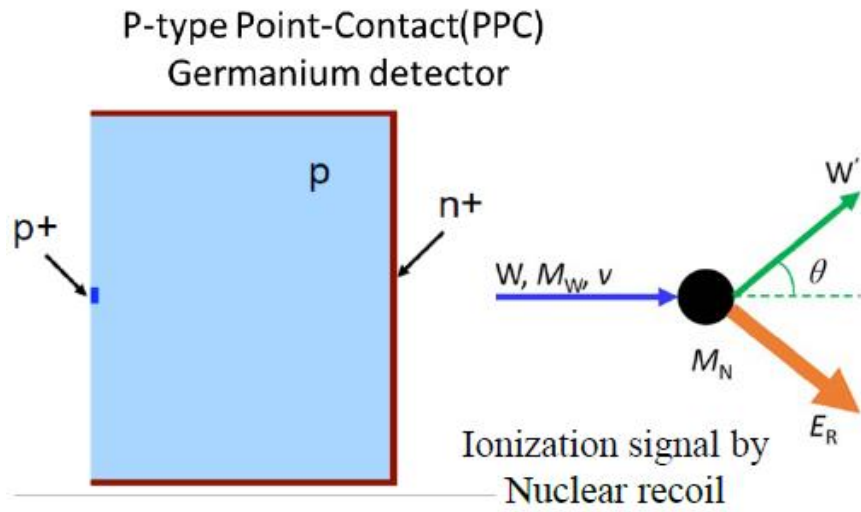 P-type Point-Contact(PPC)
Germanium detector
p
p+
n+
W, M_W, v
W'
θ
M_N
E_R
Ionization signal by
Nuclear recoil